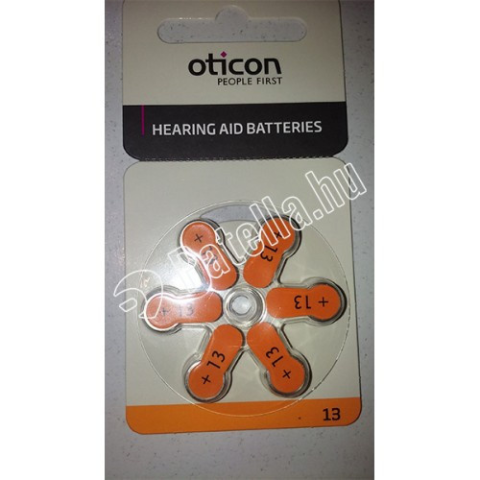 oticon
PEOPLE FIRST
HEARING AID BATTERIES
Patella.hu
+ 13
+ 13
+ 13
+ 13
+ 13
+ 13
13